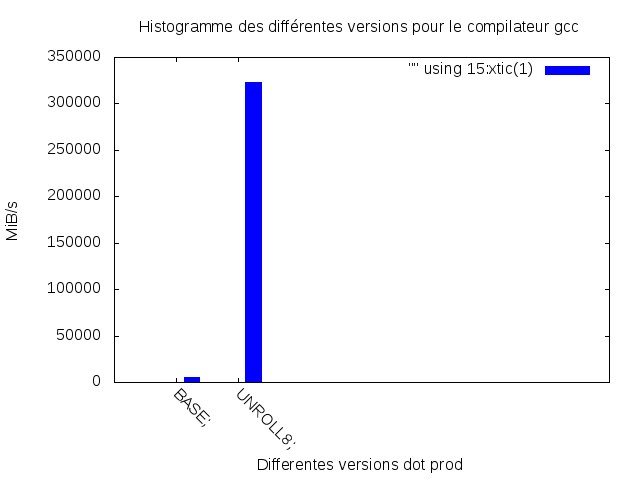 Histogramme des différentes versions pour le compilateur gcc
350000
"" using 15:xtic(1)
300000
250000
200000
150000
100000
50000
0
MiB/s
BASE;
UNROLL8;
Differentes versions dot prod